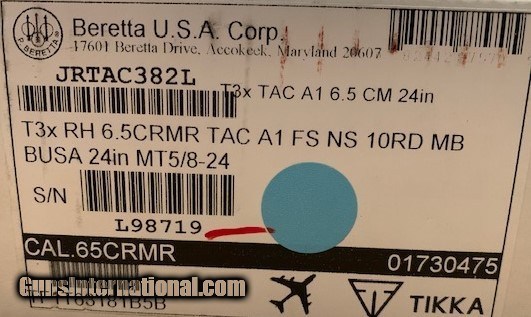 BERETTA
Beretta U.S.A. Corp.
17601 Beretta Drive, Accokeek, Maryland 20607
JRTAC382L
T3x TAC A1 6.5 CM 24in
T3x RH 6.5CRMR TAC A1 FS NS 10RD MB
BUSA 24in MT5/8-24
S/N
L98719
CAL.65CRMR
01730475
GunsInternational.com
TIKKA